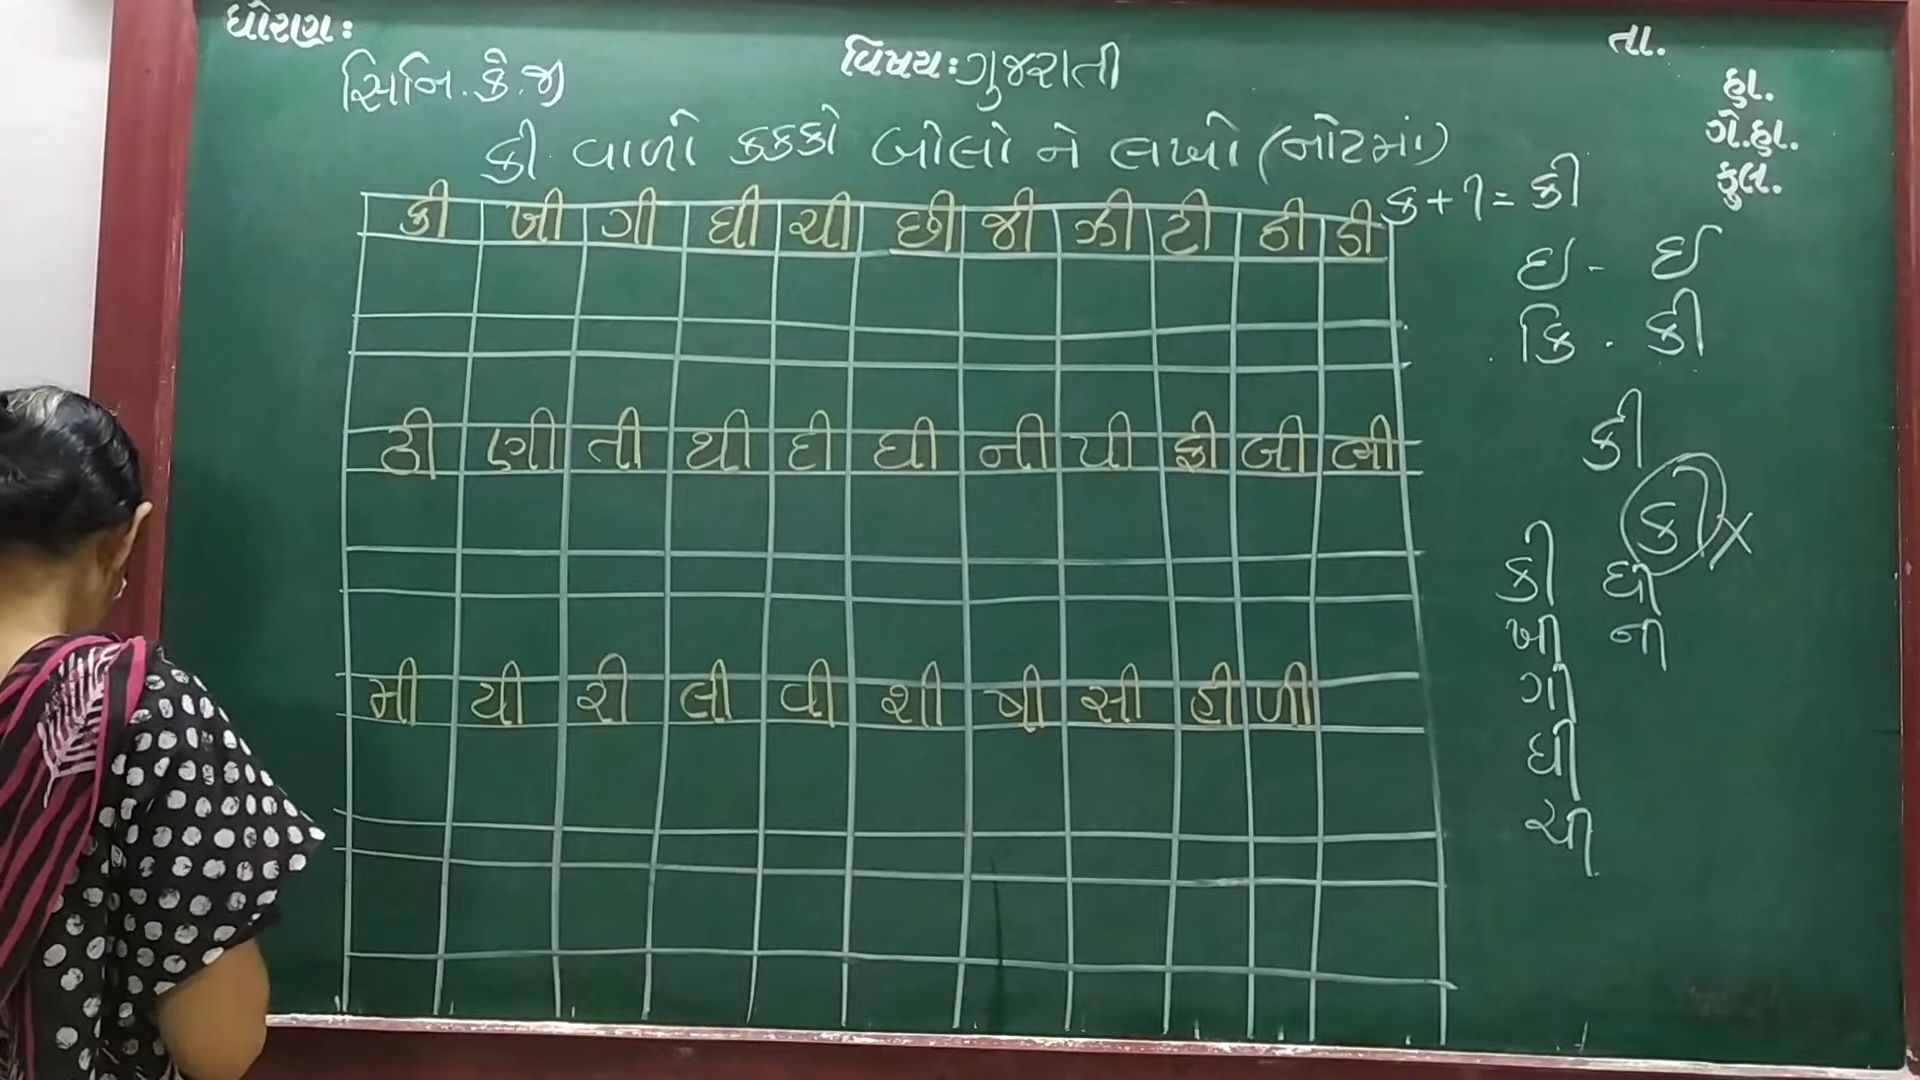 ધોરણ:
સિનિ. કે.જી
વિષય: ગુજરાતી
તા.
હા.
ગે.હા.
કુલ.
કી વાળો કક્કો બોલો ને લખો (નોટમાં)
કી ખી ગી ઘી ચી છી જી ઝી ટી ઠી ડી
ઢી ણી તી થી દી ધી ની પી ફી બી ભી
મી યી રી લી વી શી ષી સી હી ળી
ક + ી = કી
ઇ - ઈ
કિ - કી
કી
કી x
કી ઘી
ખી ની
ગી
ઘી
ચી